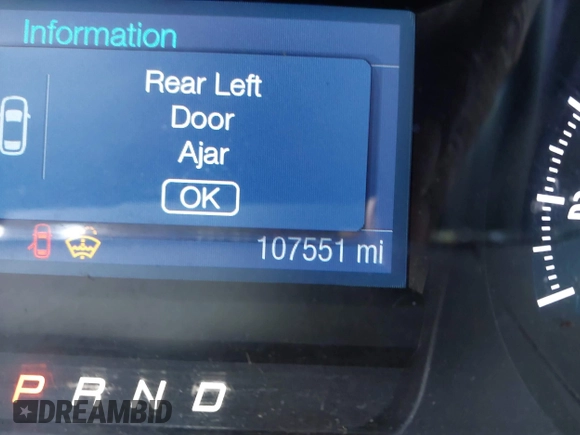 Information
Rear Left
Door
Ajar
OK
107551 mi
P R N D
DREAMBID